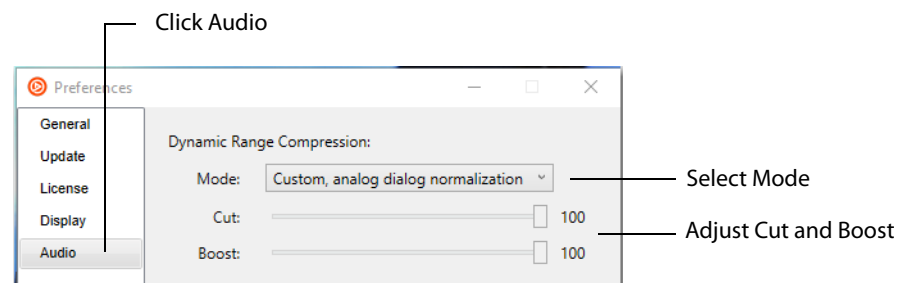 Click Audio
Preferences
General
Update
License
Display
Audio
Dynamic Range Compression:
Mode: Custom, analog dialog normalization
Cut: 100
Boost: 100
Select Mode
Adjust Cut and Boost